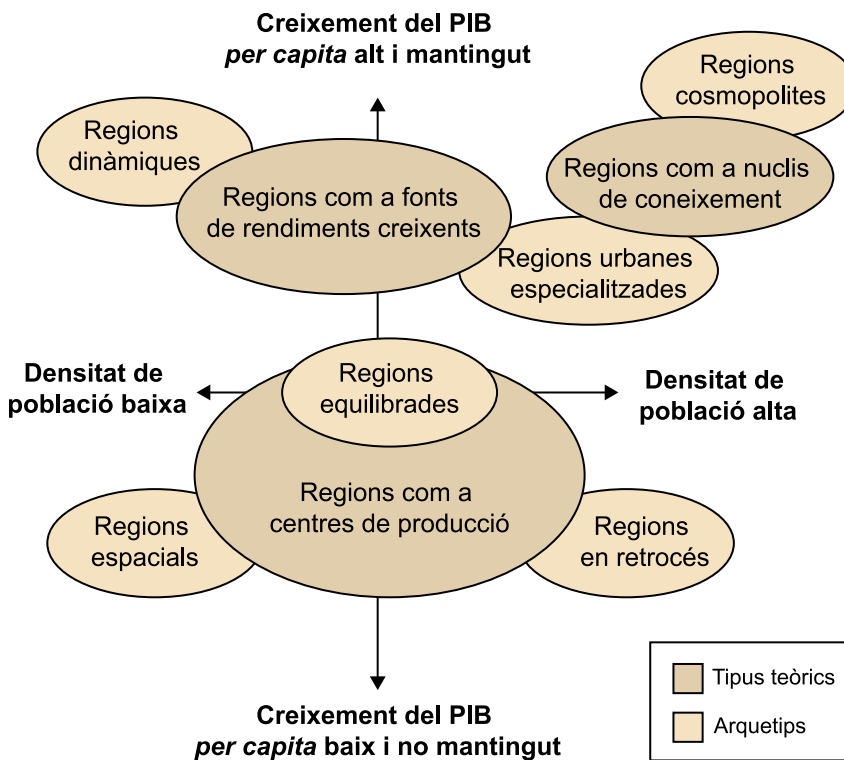 Creixement del PIB
per capita alt i mantingut
Regions
cosmopolites
Regions
dinàmiques
Regions com a nuclis
de coneixement
Regions com a fonts
de rendiments creixents
Regions urbanes
especialitzades
Densitat de
població baixa
Regions
equilibrades
Densitat de
població alta
Regions com a
centres de producció
Regions
espacials
Regions
en retrocés
Creixement del PIB
per capita baix i no mantingut
Tipus teòrics
Arquetips